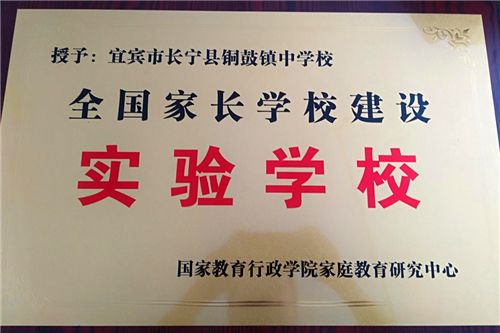 授予：宜宾市长宁县铜鼓镇中学校
全国家长学校建设
实验学校
国家教育行政学院家庭教育研究中心